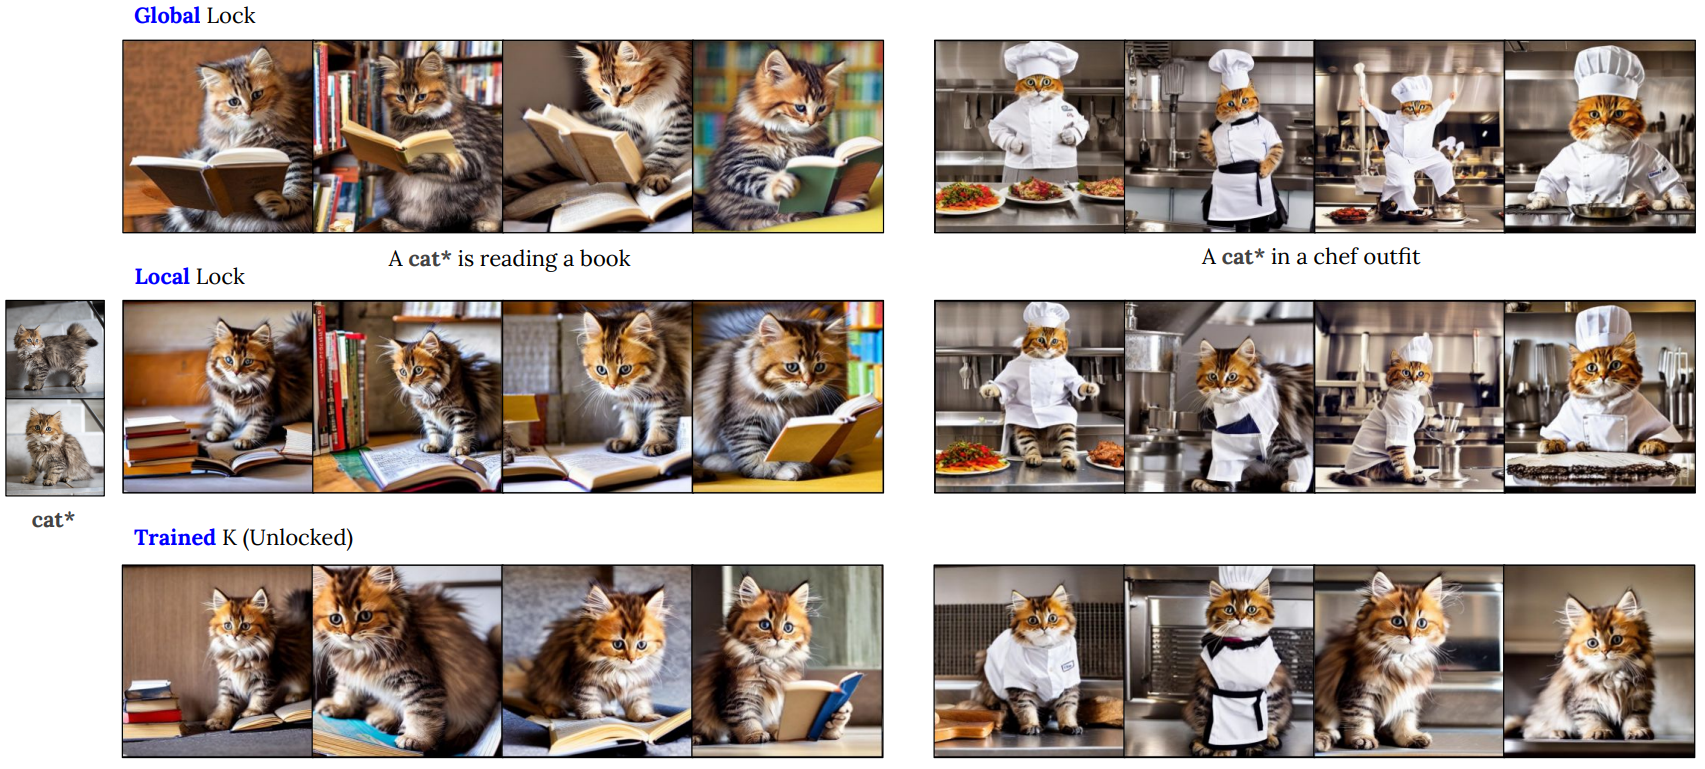 Global Lock
A cat* is reading a book
A cat* in a chef outfit
Local Lock
cat*
Trained K (Unlocked)